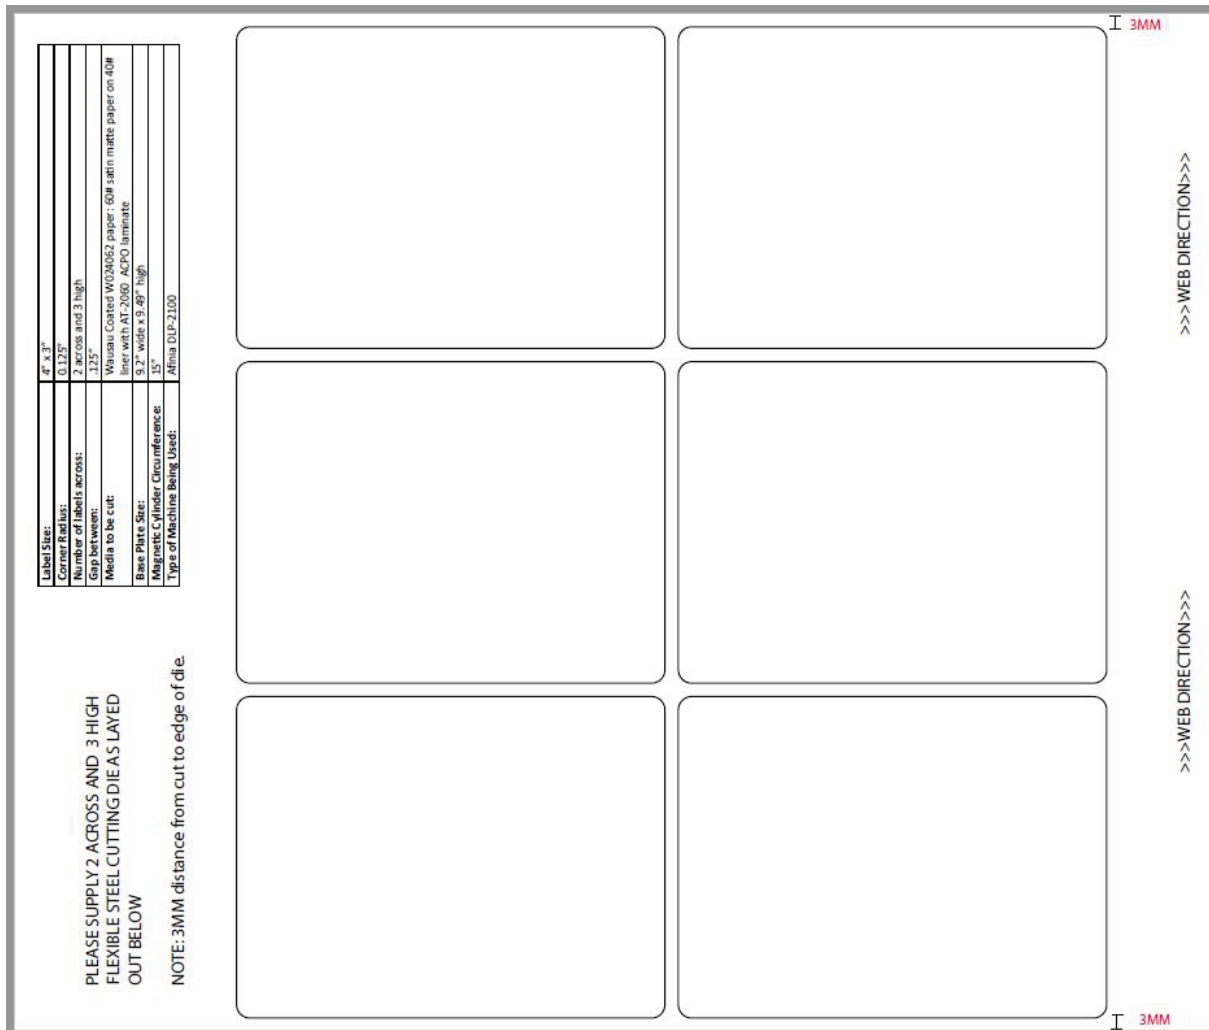 Label Size: 4" x 3"
Corner Radius: 0.125"
Number of labels across: 2 across and 3 high
Gap between: .125"
Media to be cut: Wausau Coated W024062 paper: 60# satin matte paper on 40#
liner with AT-2060 ACPO laminate
Base Plate Size: 9.2" wide x 9.49" high
Magnetic Cylinder Circumference: 15"
Type of Machine Being Used: Afinia DLP-2100
PLEASE SUPPLY 2 ACROSS AND 3 HIGH
FLEXIBLE STEEL CUTTING DIE AS LAYED
OUT BELOW
NOTE: 3MM distance from cut to edge of die.
3MM
>>>WEB DIRECTION>>>
>>>WEB DIRECTION>>>
3MM